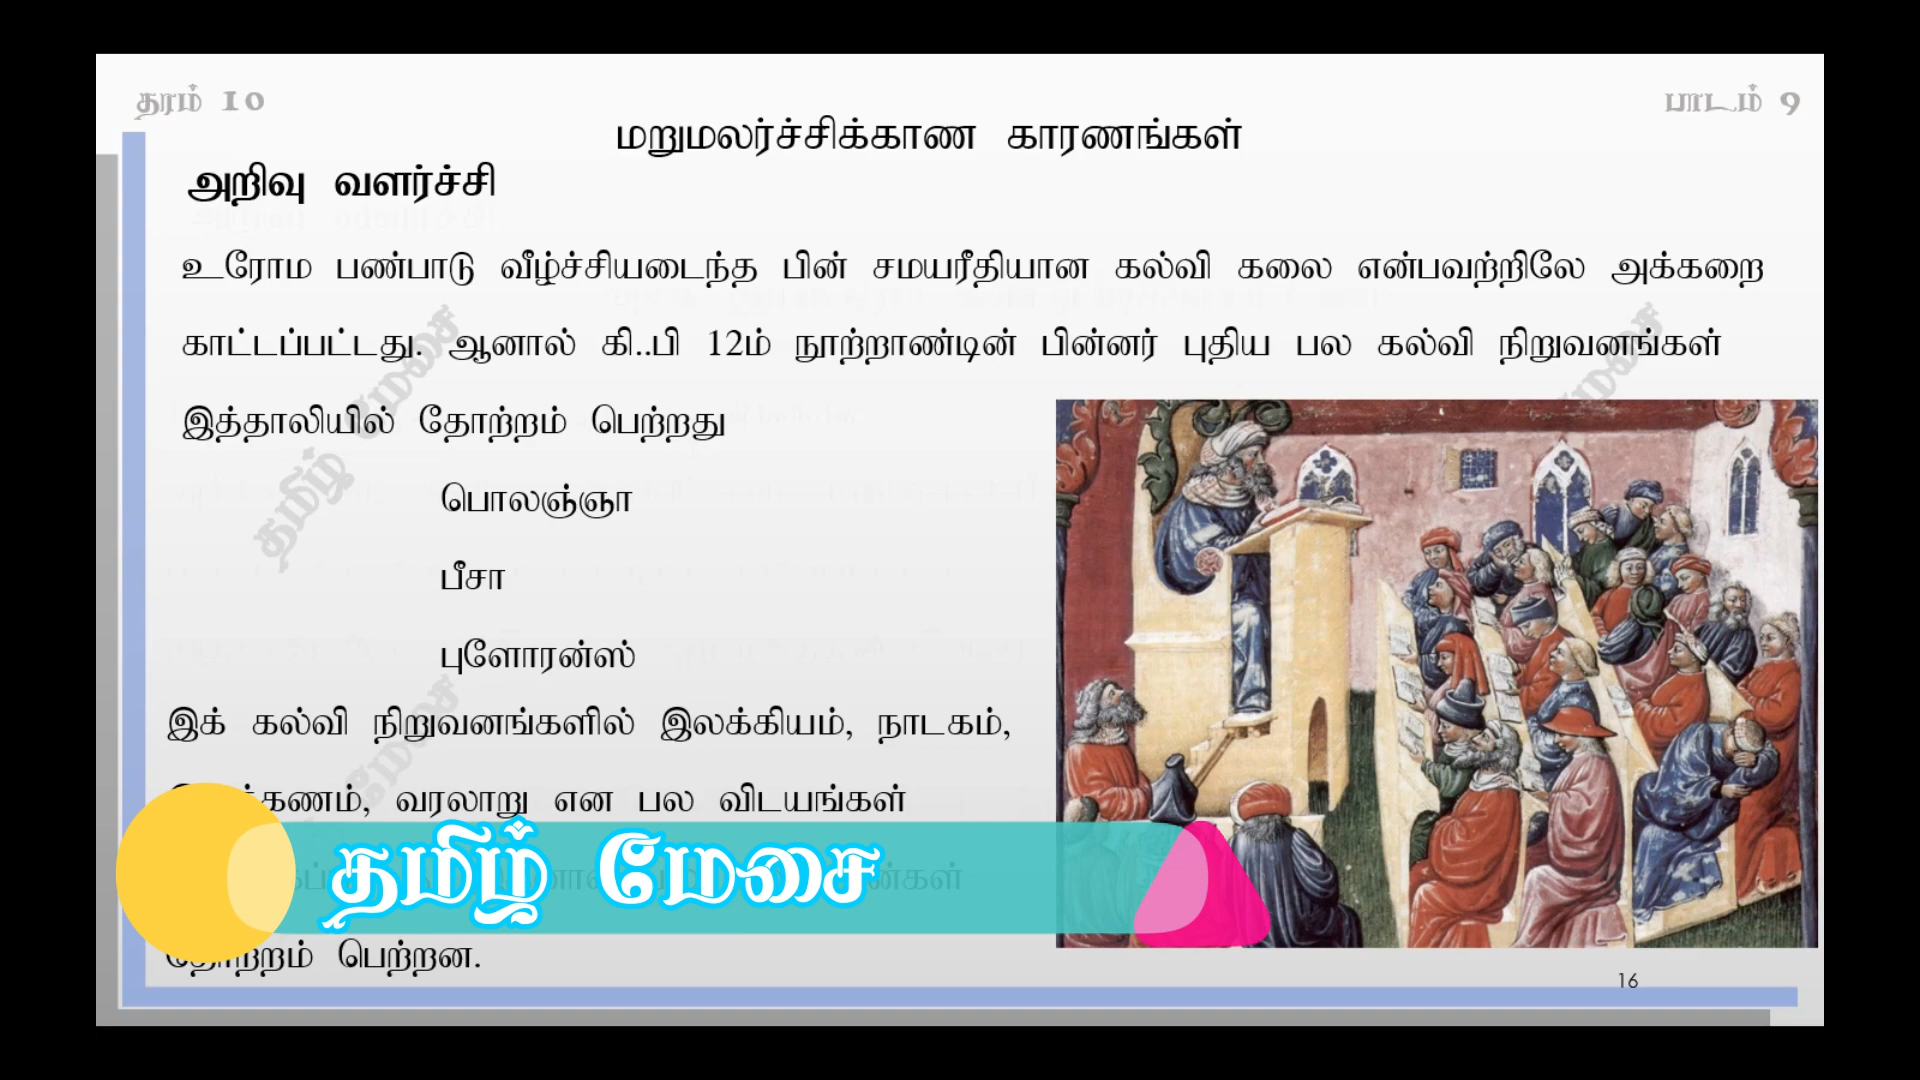 தரம் 10
பாடம் 9
மறுமலர்ச்சிக்காண காரணங்கள்
அறிவு வளர்ச்சி
உரோம பண்பாடு வீழ்ச்சியடைந்த பின் சமயரீதியான கல்வி கலை என்பவற்றிலே அக்கறை
காட்டப்பட்டது. ஆனால் கி..பி 12ம் நூற்றாண்டின் பின்னர் புதிய பல கல்வி நிறுவனங்கள்
இத்தாலியில் தோற்றம் பெற்றது
பொலஞ்ஞா
பீசா
புளோரன்ஸ்
இக் கல்வி நிறுவனங்களில் இலக்கியம், நாடகம்,
வரலாறு என பல விடயங்கள்
தமிழ் மேசை
தோற்றம் பெற்றன.
16
தமிழ் மேசை
மேசை
மேசை